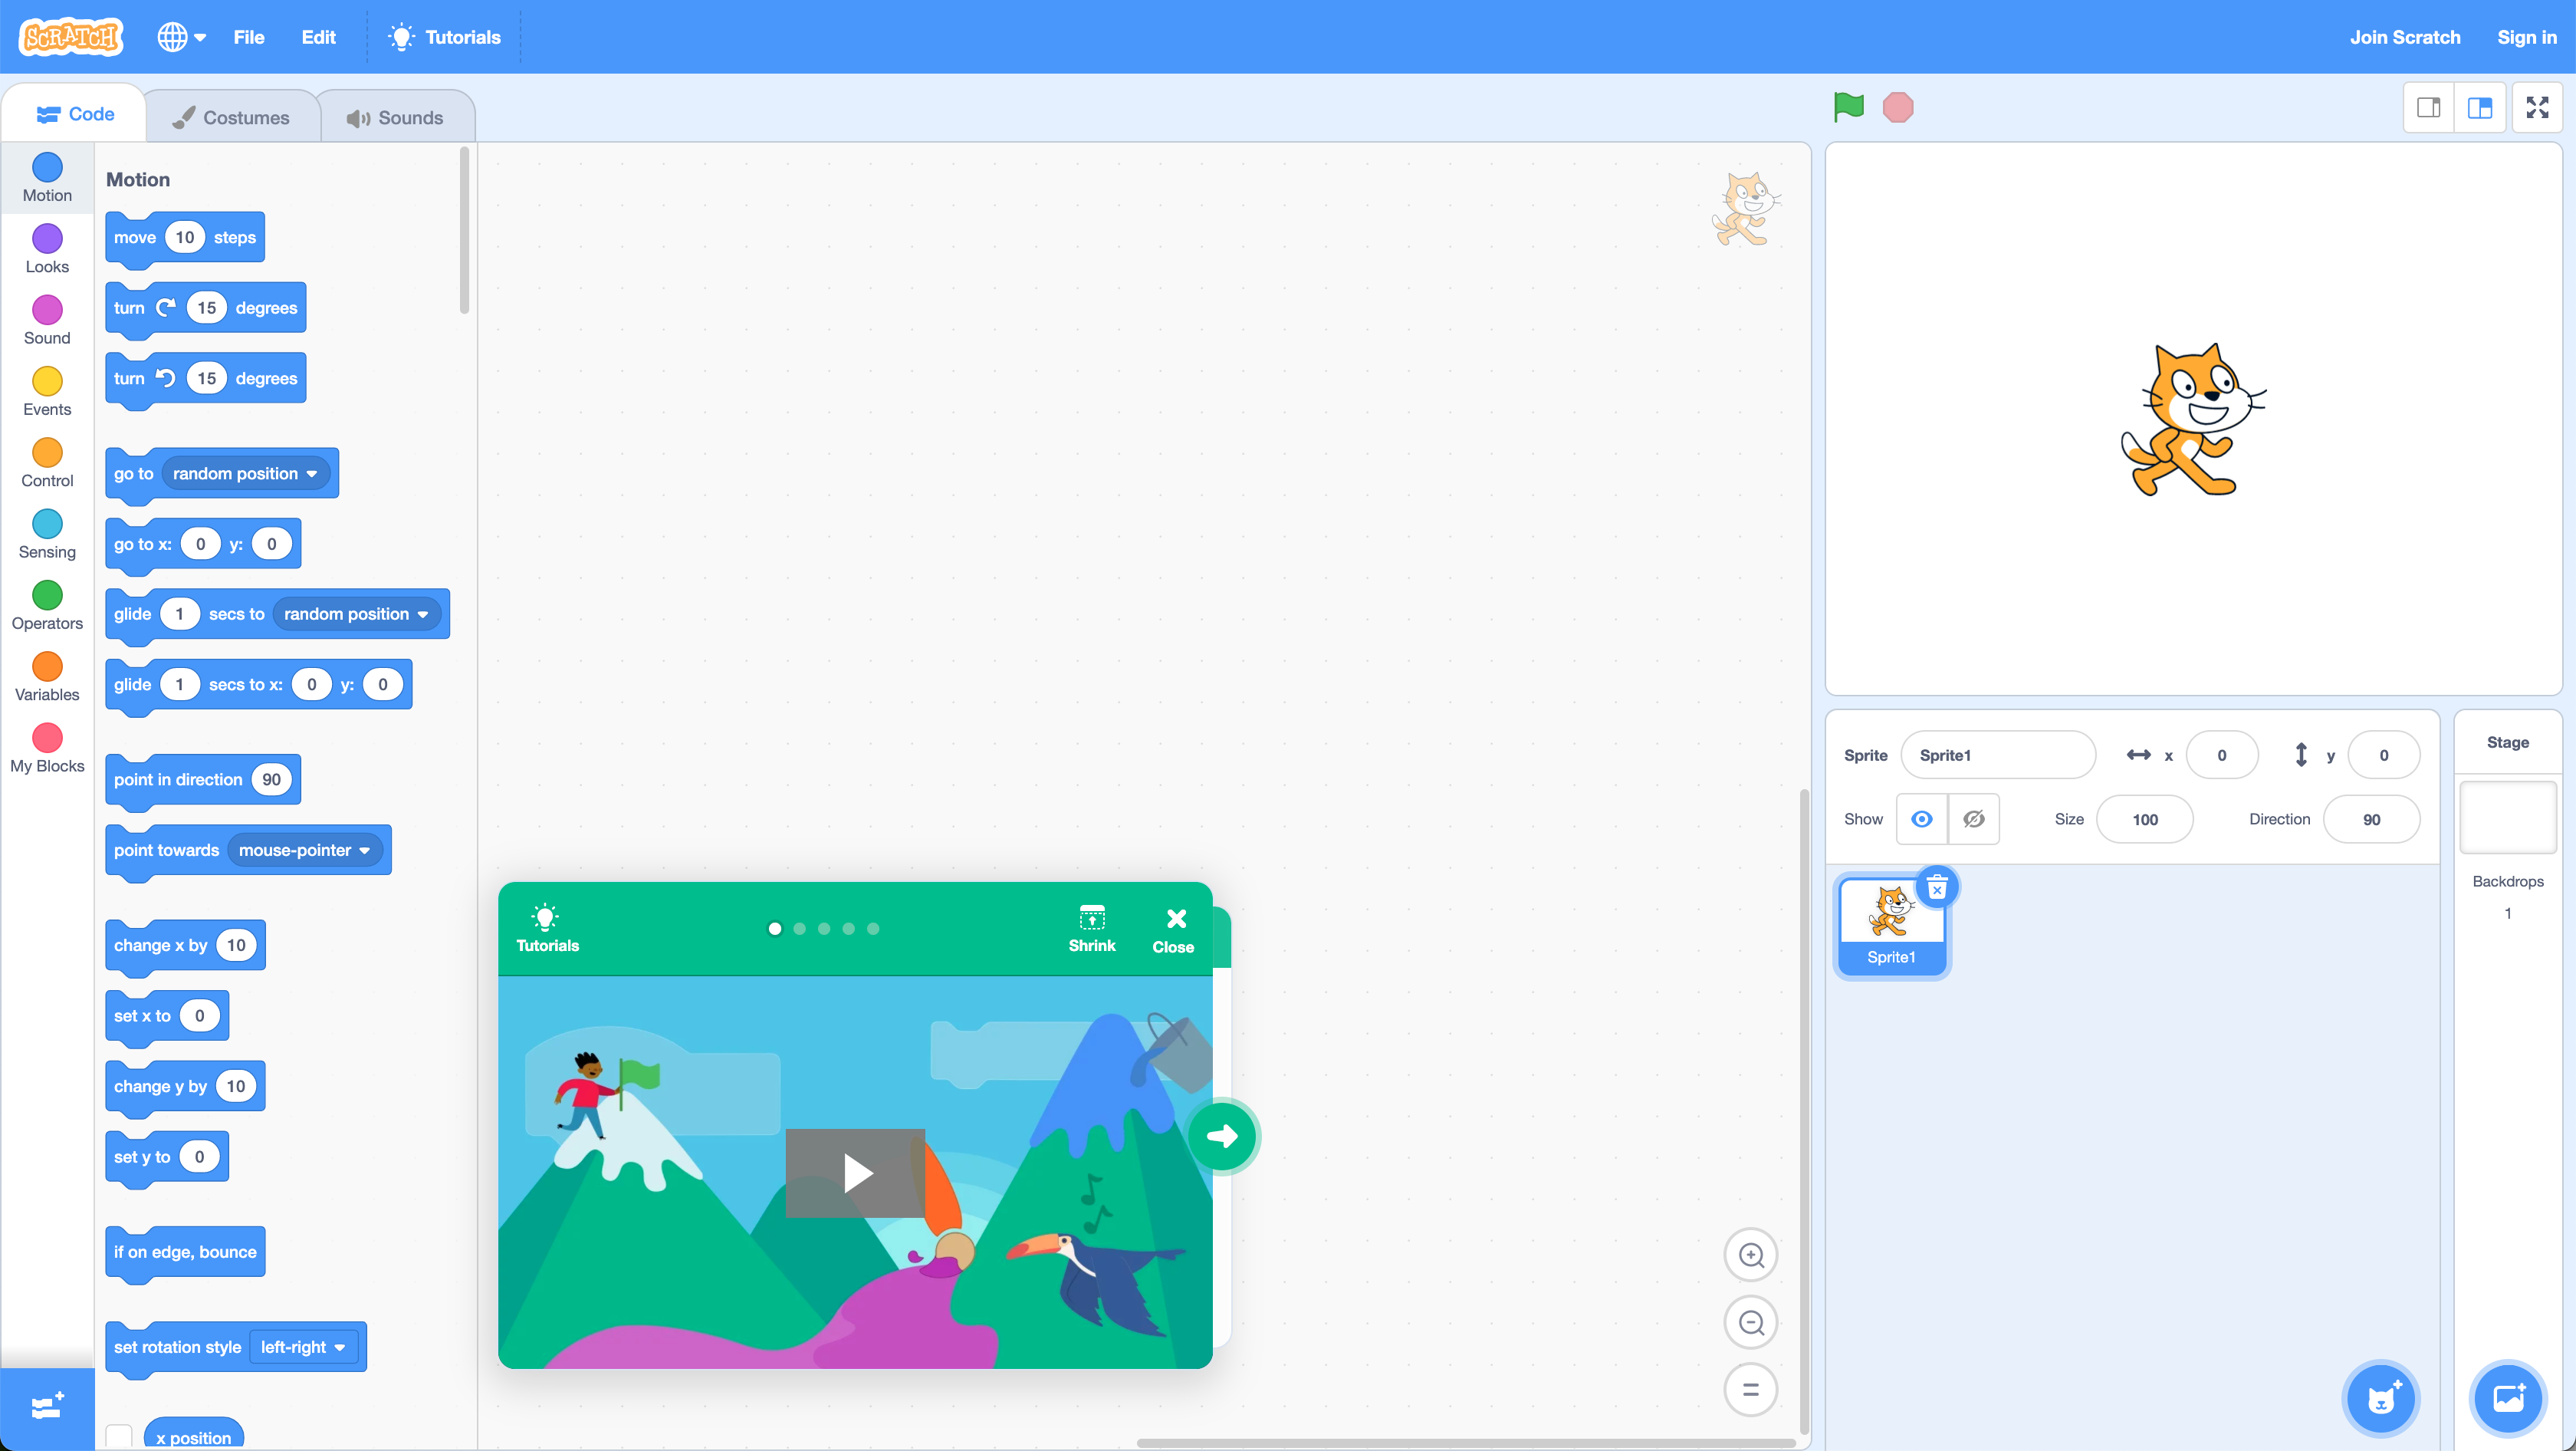 SCRATCH File Edit Tutorials Join Scratch Sign in
Code Costumes Sounds
Motion
Looks
Sound
Events
Control
Sensing
Operators
Variables
My Blocks
Motion
move 10 steps
turn 15 degrees
turn 15 degrees
go to random position
go to x: 0 y: 0
glide 1 secs to random position
glide 1 secs to x: 0 y: 0
point in direction 90
point towards mouse-pointer
change x by 10
set x to 0
change y by 10
set y to 0
if on edge, bounce
set rotation style left-right
x position
Tutorials Shrink Close
Sprite Sprite1 x 0 y 0
Show Size 100 Direction 90
Sprite1
Stage
Backdrops
1